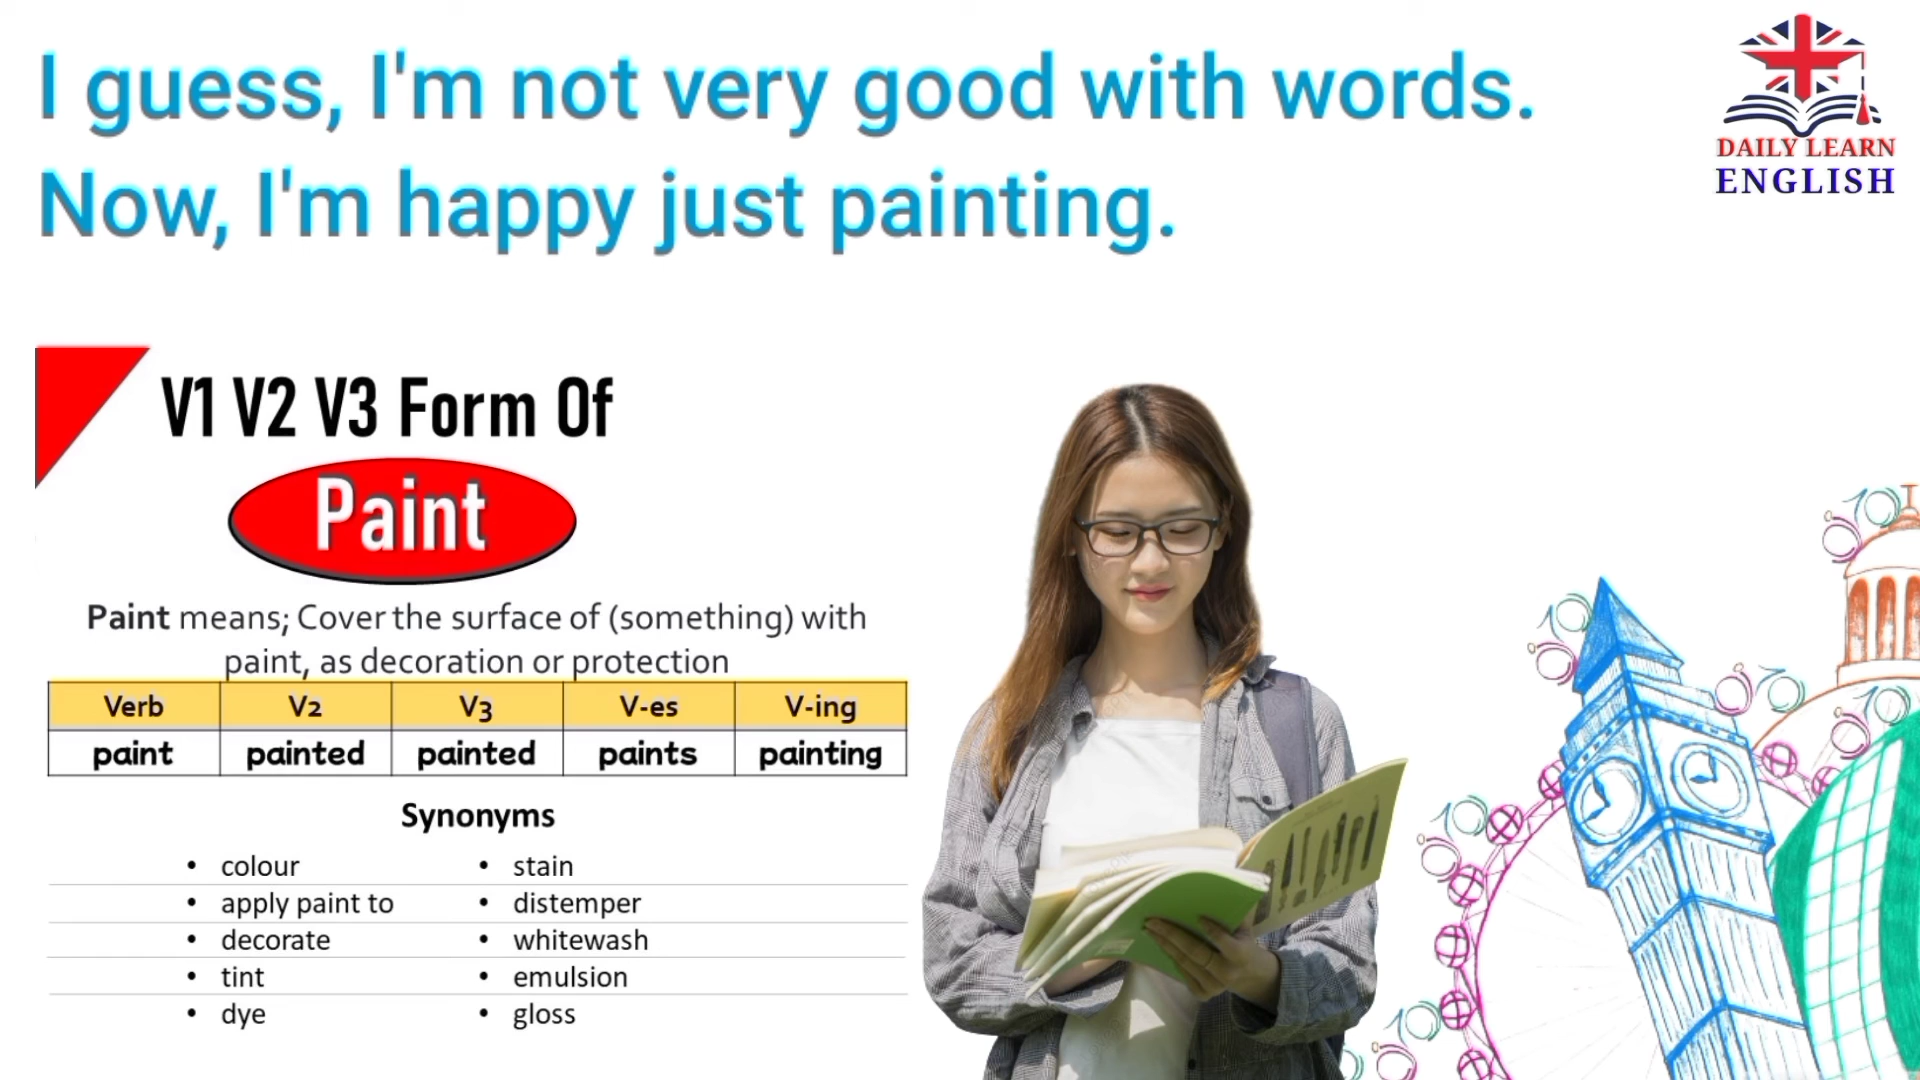 I guess, I'm not very good with words.
Now, I'm happy just painting.
DAILY LEARN
ENGLISH
V1 V2 V3 Form Of
Paint
Paint means; Cover the surface of (something) with
paint, as decoration or protection
Verb V2 V3 V-es V-ing
paint painted painted paints painting
Synonyms
• colour • stain
• apply paint to • distemper
• decorate • whitewash
• tint • emulsion
• dye • gloss